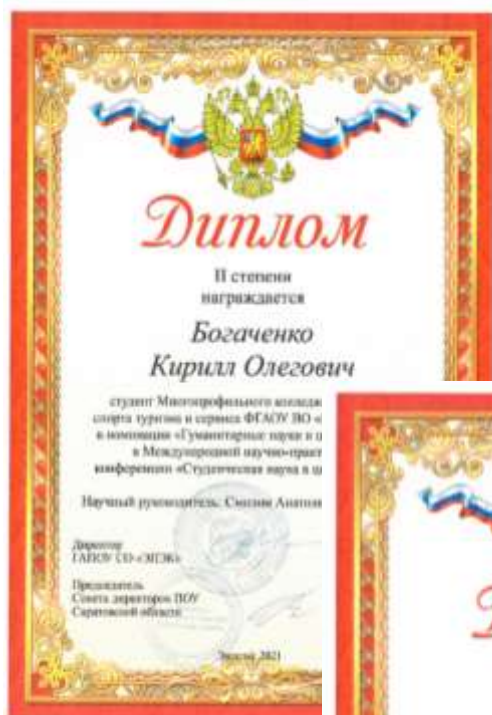 Диплом
II степени
награждается
Богаченко
Кирилл Олегович
студент Многопрофильного колледж
спорта туризма и сервиса ФГАОУ ВО «
в номинации «Гуманитарные науки в ц
в Международной научно-практ
конференции «Студенческая наука в ц
Научный руководитель: Смолин Анатол
Директор
ГАПОУ СО «ЭПЭК»
Председатель
Совета директоров ПОУ
Саратовской области
Энгельс, 2021